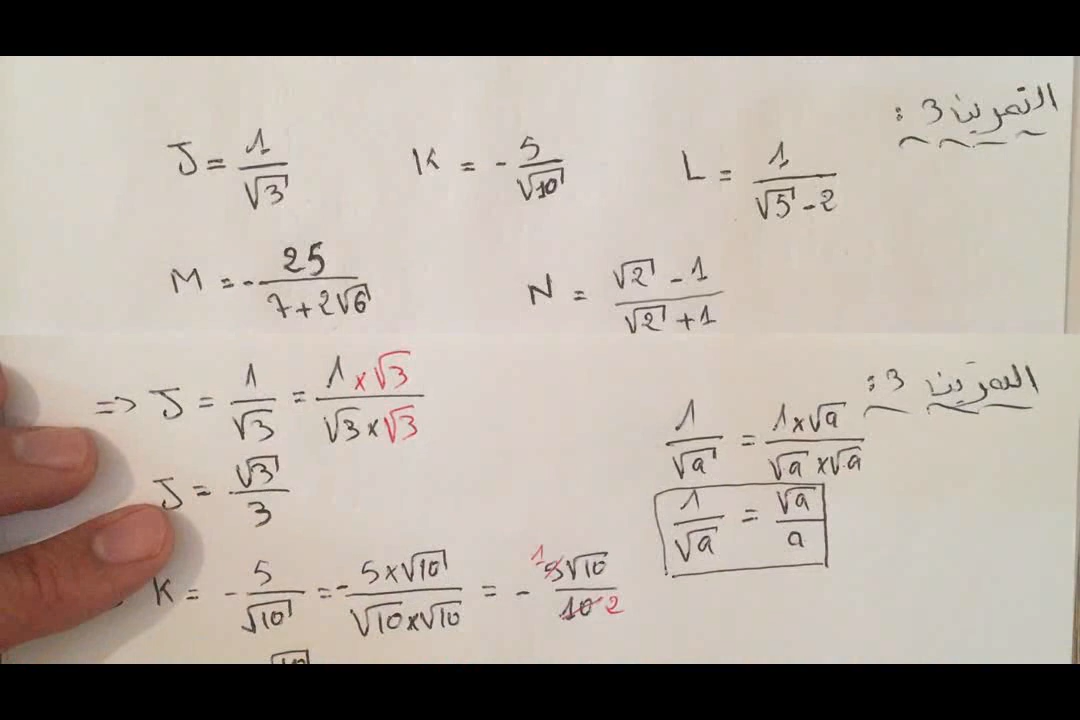 التمرين 3 :
J = 1/√3 K = - 5/√10 L = 1/(√5 - 2)
M = - 25/(7 + 2√6) N = (√2 - 1)/(√2 + 1)
التمرين 3 :
=> J = 1/√3 = (1 × √3)/(√3 × √3)
1/√a = (1 × √a)/(√a × √a)
J = √3/3
1/√a = √a/a
K = - 5/√10 = - (5 × √10)/(√10 × √10) = - 5√10/10 1 2